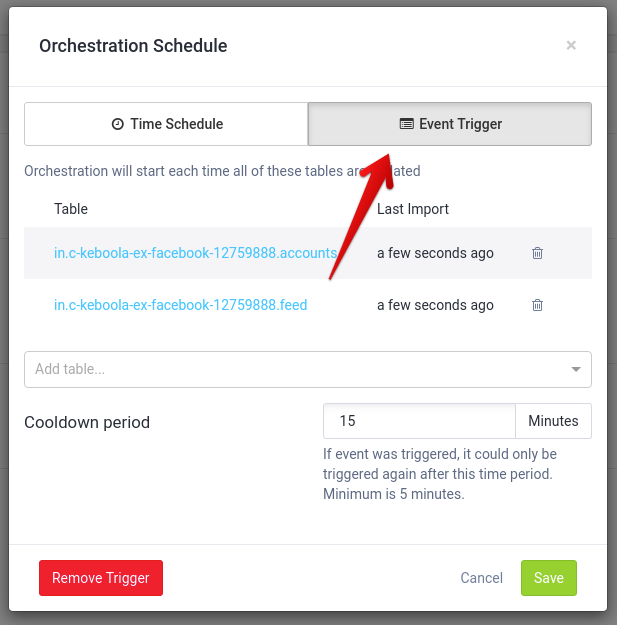 Orchestration Schedule
×
Time Schedule
Event Trigger
Orchestration will start each time all of these tables are
Table Last Import
in.c-keboola-ex-facebook-12759888.accounts a few seconds ago
in.c-keboola-ex-facebook-12759888.feed a few seconds ago
Add table...
Cooldown period
15 Minutes
If event was triggered, it could only be
triggered again after this time period.
Minimum is 5 minutes.
Remove Trigger
Cancel
Save